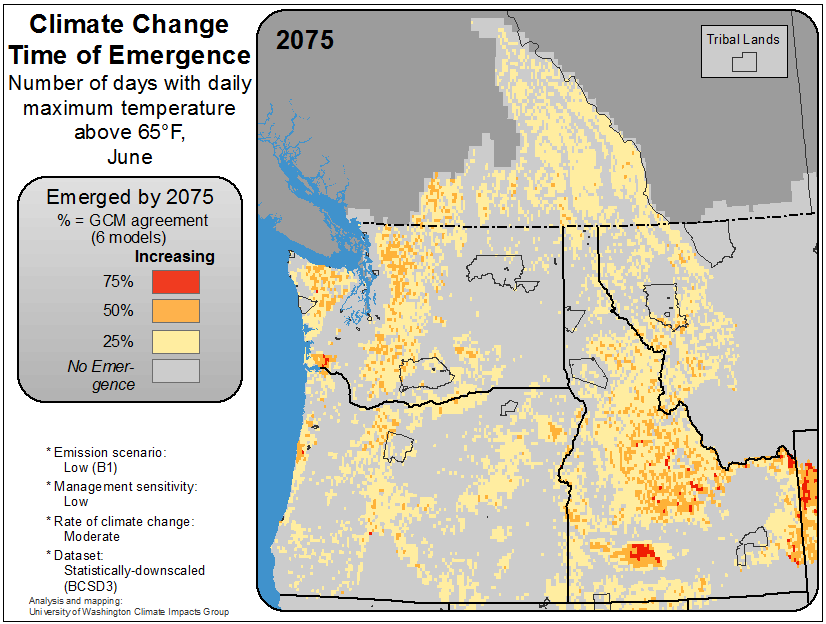 Climate Change
Time of Emergence
Number of days with daily
maximum temperature
above 65°F,
June
Emerged by 2075
% = GCM agreement
(6 models)
Increasing
75%
50%
25%
No Emer-
gence
* Emission scenario:
Low (B1)
* Management sensitivity:
Low
* Rate of climate change:
Moderate
* Dataset:
Statistically-downscaled
(BCSD3)
Analysis and mapping:
University of Washington Climate Impacts Group
2075
Tribal Lands